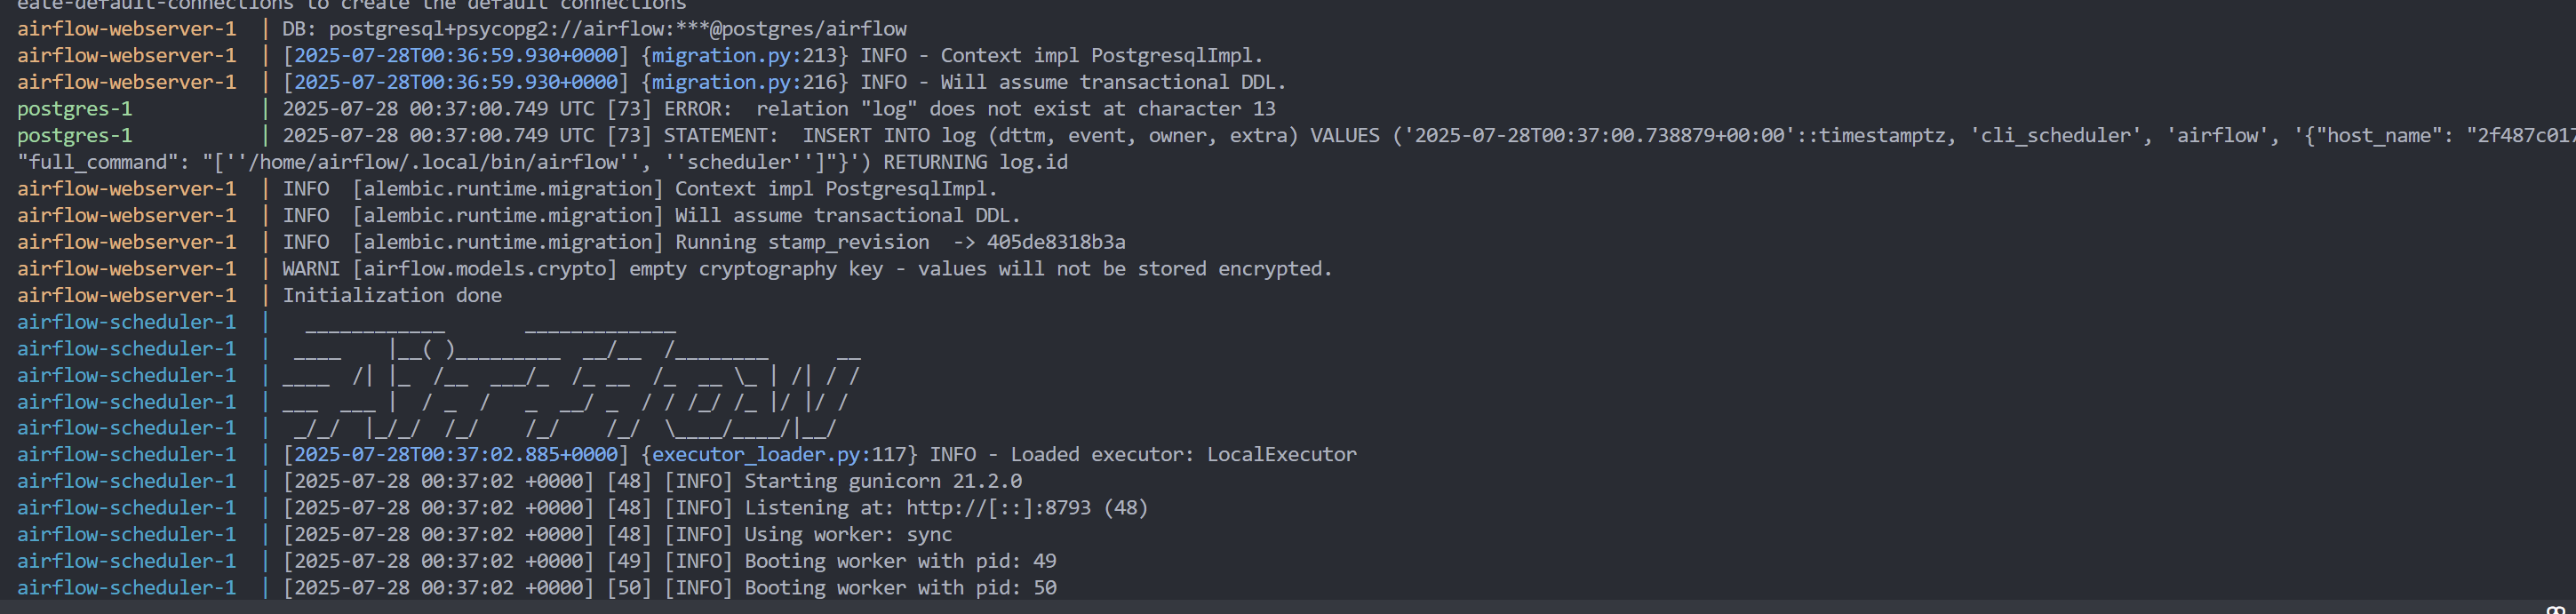 eate-default-connections to create the default connections
airflow-webserver-1  | DB: postgresql+psycopg2://airflow:***@postgres/airflow
airflow-webserver-1  | [2025-07-28T00:36:59.930+0000] {migration.py:213} INFO - Context impl PostgresqlImpl.
airflow-webserver-1  | [2025-07-28T00:36:59.930+0000] {migration.py:216} INFO - Will assume transactional DDL.
postgres-1           | 2025-07-28 00:37:00.749 UTC [73] ERROR:  relation "log" does not exist at character 13
postgres-1           | 2025-07-28 00:37:00.749 UTC [73] STATEMENT:  INSERT INTO log (dttm, event, owner, extra) VALUES ('2025-07-28T00:37:00.738879+00:00'::timestamptz, 'cli_scheduler', 'airflow', '{"host_name": "2f487c017
"full_command": "[''/home/airflow/.local/bin/airflow'', ''scheduler'']"}') RETURNING log.id
airflow-webserver-1  | INFO  [alembic.runtime.migration] Context impl PostgresqlImpl.
airflow-webserver-1  | INFO  [alembic.runtime.migration] Will assume transactional DDL.
airflow-webserver-1  | INFO  [alembic.runtime.migration] Running stamp_revision  -> 405de8318b3a
airflow-webserver-1  | WARNI [airflow.models.crypto] empty cryptography key - values will not be stored encrypted.
airflow-webserver-1  | Initialization done
airflow-scheduler-1  |   ____________       _____________
airflow-scheduler-1  |  ____    |__( )_________  __/__  /________      __
airflow-scheduler-1  | ____  /| |_  /__  ___/_  /_ __  /_  __ \_ | /| / /
airflow-scheduler-1  | ___  ___ |  / _  /   _  __/ _  / / /_/ /_ |/ |/ /
airflow-scheduler-1  |  _/_/  |_/_/  /_/    /_/    /_/  \____/____/|__/
airflow-scheduler-1  | [2025-07-28T00:37:02.885+0000] {executor_loader.py:117} INFO - Loaded executor: LocalExecutor
airflow-scheduler-1  | [2025-07-28 00:37:02 +0000] [48] [INFO] Starting gunicorn 21.2.0
airflow-scheduler-1  | [2025-07-28 00:37:02 +0000] [48] [INFO] Listening at: http://[::]:8793 (48)
airflow-scheduler-1  | [2025-07-28 00:37:02 +0000] [48] [INFO] Using worker: sync
airflow-scheduler-1  | [2025-07-28 00:37:02 +0000] [49] [INFO] Booting worker with pid: 49
airflow-scheduler-1  | [2025-07-28 00:37:02 +0000] [50] [INFO] Booting worker with pid: 50